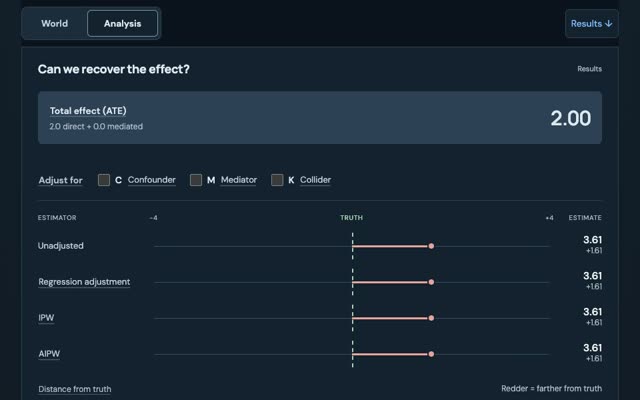 World Analysis Results ↓
Can we recover the effect? Results
Total effect (ATE)
2.0 direct + 0.0 mediated
2.00
Adjust for C Confounder M Mediator K Collider
ESTIMATOR −4 TRUTH +4 ESTIMATE
Unadjusted 3.61
+1.61
Regression adjustment 3.61
+1.61
IPW 3.61
+1.61
AIPW 3.61
+1.61
Distance from truth Redder = farther from truth